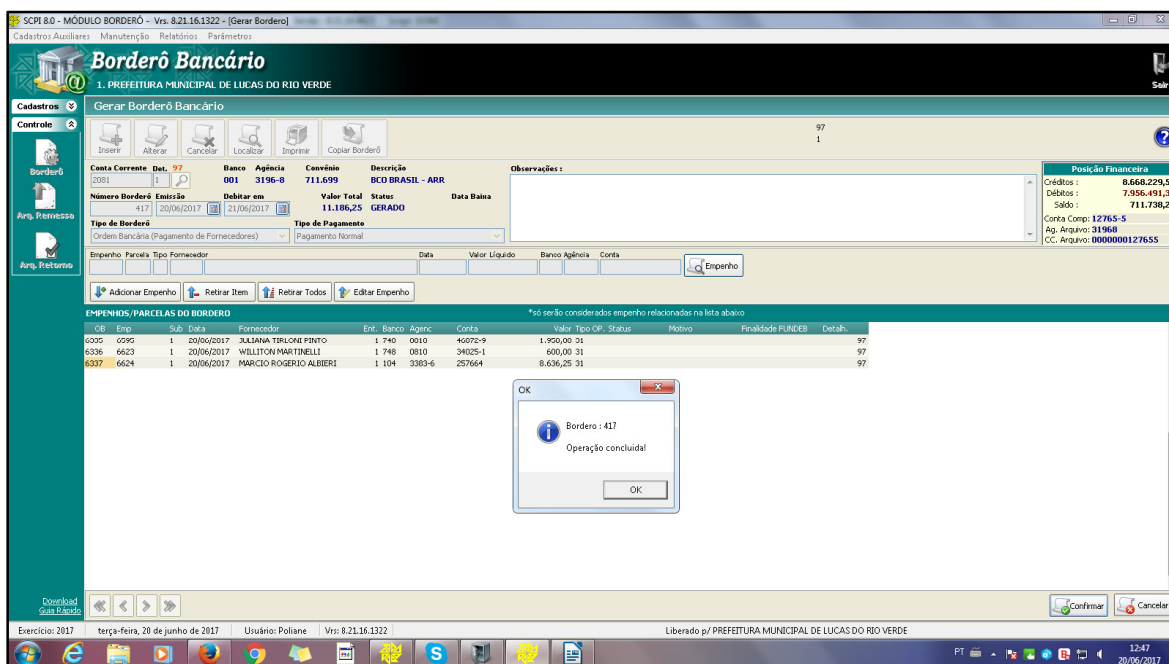 SCPI 8.0 - MÓDULO BORDERÔ - Vrs. 8.21.16.1322 - [Gerar Bordero]
Cadastros Auxiliares Manutenção Relatórios Parâmetros
Borderô Bancário
1. PREFEITURA MUNICIPAL DE LUCAS DO RIO VERDE
Sair
Cadastros
Gerar Borderô Bancário
Controle
Inserir Alterar Cancelar Localizar Imprimir Copiar Borderô
97
1
Borderô
Arq. Remessa
Arq. Retorno
Conta Corrente Det. 97 Banco Agência Convênio Descrição Observações :
2081 1 001 3196-8 711.699 BCO BRASIL - ARR
Número Borderô Emissão Debitar em Valor Total Status Data Baixa
417 20/06/2017 21/06/2017 11.186,25 GERADO
Tipo de Borderô Tipo de Pagamento
Ordem Bancária (Pagamento de Fornecedores) Pagamento Normal
Posição Financeira
Créditos : 8.668.229,5
Débitos : 7.956.491,3
Saldo : 711.738,2
Conta Comp: 12765-5
Ag. Arquivo: 31968
CC. Arquivo: 0000000127655
Empenho Parcela Tipo Fornecedor Data Valor Líquido Banco Agência Conta
Empenho
Adicionar Empenho Retirar Item Retirar Todos Editar Empenho
EMPENHOS/PARCELAS DO BORDERO *só serão considerados empenho relacionadas na lista abaixo
OB Emp Sub Data Fornecedor Ent. Banco Agenc Conta Valor Tipo OP. Status Motivo Finalidade FUNDEB Detalh.
6335 6595 1 20/06/2017 JULIANA TIRLONI PINTO 1 748 0810 46072-9 1.950,00 31 97
6336 6623 1 20/06/2017 WILLITON MARTINELLI 1 748 0810 34025-1 600,00 31 97
6337 6624 1 20/06/2017 MARCIO ROGERIO ALBIERI 1 104 3383-6 257664 8.636,25 31 97
OK
Bordero : 417
Operação concluida!
OK
Download
Guia Rápido
Confirmar Cancelar
Exercício: 2017 terça-feira, 20 de junho de 2017 Usuário: Poliane Vrs: 8.21.16.1322 Liberado p/ PREFEITURA MUNICIPAL DE LUCAS DO RIO VERDE
PT
12:47
20/06/2017